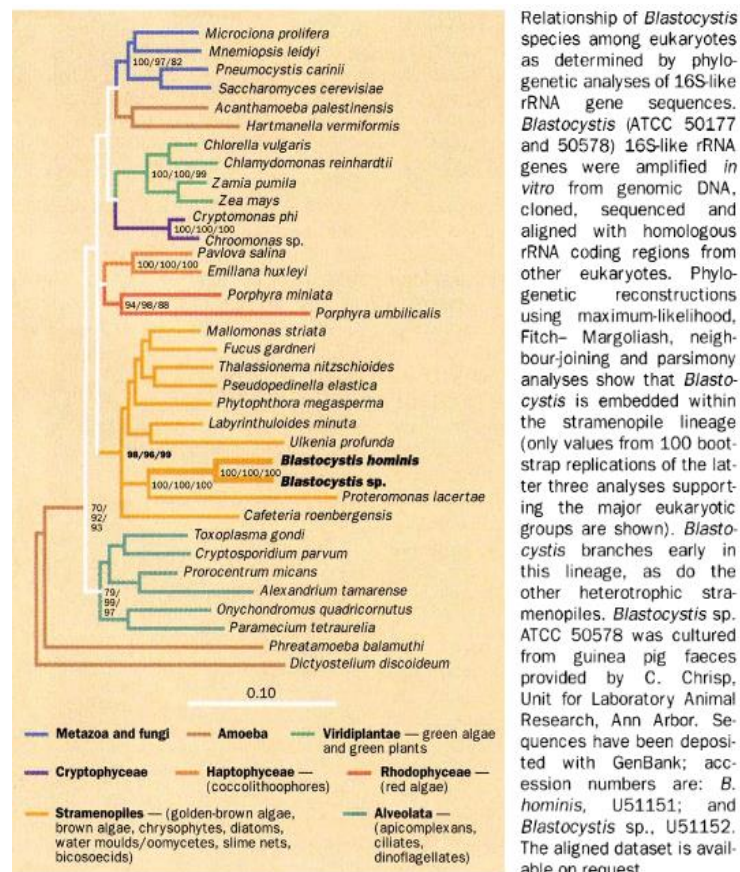 Microciona prolifera
Mnemiopsis leidyi
100/97/82
Pneumocystis carinii
Saccharomyces cerevisiae
Acanthamoeba palestinensis
Hartmanella vermiformis
Chlorella vulgaris
Chlamydomonas reinhardtii
100/100/99
Zamia pumila
Zea mays
Cryptomonas phi
100/100/100
Chroomonas sp.
Pavlova salina
100/100/100
Emiliana huxleyi
Porphyra miniata
94/98/88
Porphyra umbilicalis
Mallomonas striata
Fucus gardneri
Thalassionema nitzschioides
Pseudopedinella elastica
Phytophthora megasperma
Labyrinthuloides minuta
Ulkenia profunda
98/96/99
Blastocystis hominis
100/100/100
Blastocystis sp.
100/100/100
Proteromonas lacertae
70/
92/
93
Cafeteria roenbergensis
Toxoplasma gondi
Cryptosporidium parvum
Prorocentrum micans
79/
99/
97
Alexandrium tamarense
Onychondromus quadricornutus
Paramecium tetraurelia
Phreatamoeba balamuthi
Dictyostelium discoideum
0.10
Metazoa and fungi
Amoeba
Viridiplantae — green algae
and green plants
Cryptophyceae
Haptophyceae —
(coccolithoophores)
Rhodophyceae —
(red algae)
Stramenopiles — (golden-brown algae,
brown algae, chrysophytes, diatoms,
water moulds/oomycetes, slime nets,
bicosoecids)
Alveolata —
(apicomplexans,
ciliates,
dinoflagellates)
Relationship of Blastocystis
species among eukaryotes
as determined by phylo-
genetic analyses of 16S-like
rRNA gene sequences.
Blastocystis (ATCC 50177
and 50578) 16S-like rRNA
genes were amplified in
vitro from genomic DNA,
cloned, sequenced and
aligned with homologous
rRNA coding regions from
other eukaryotes. Phylo-
genetic reconstructions
using maximum-likelihood,
Fitch– Margoliash, neigh-
bour-joining and parsimony
analyses show that Blasto-
cystis is embedded within
the stramenopile lineage
(only values from 100 boot-
strap replications of the lat-
ter three analyses support-
ing the major eukaryotic
groups are shown). Blasto-
cystis branches early in
this lineage, as do the
other heterotrophic stra-
menopiles. Blastocystis sp.
ATCC 50578 was cultured
from guinea pig faeces
provided by C. Chrisp,
Unit for Laboratory Animal
Research, Ann Arbor. Se-
quences have been deposi-
ted with GenBank; acc-
ession numbers are: B.
hominis, U51151; and
Blastocystis sp., U51152.
The aligned dataset is avail-
able on request